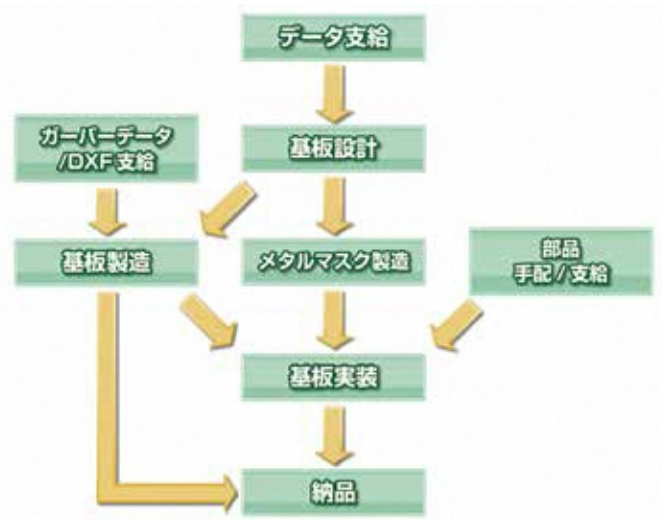 データ支給
ガーバーデータ
/DXF支給
基板設計
基板製造
メタルマスク製造
部品
手配/支給
基板実装
納品